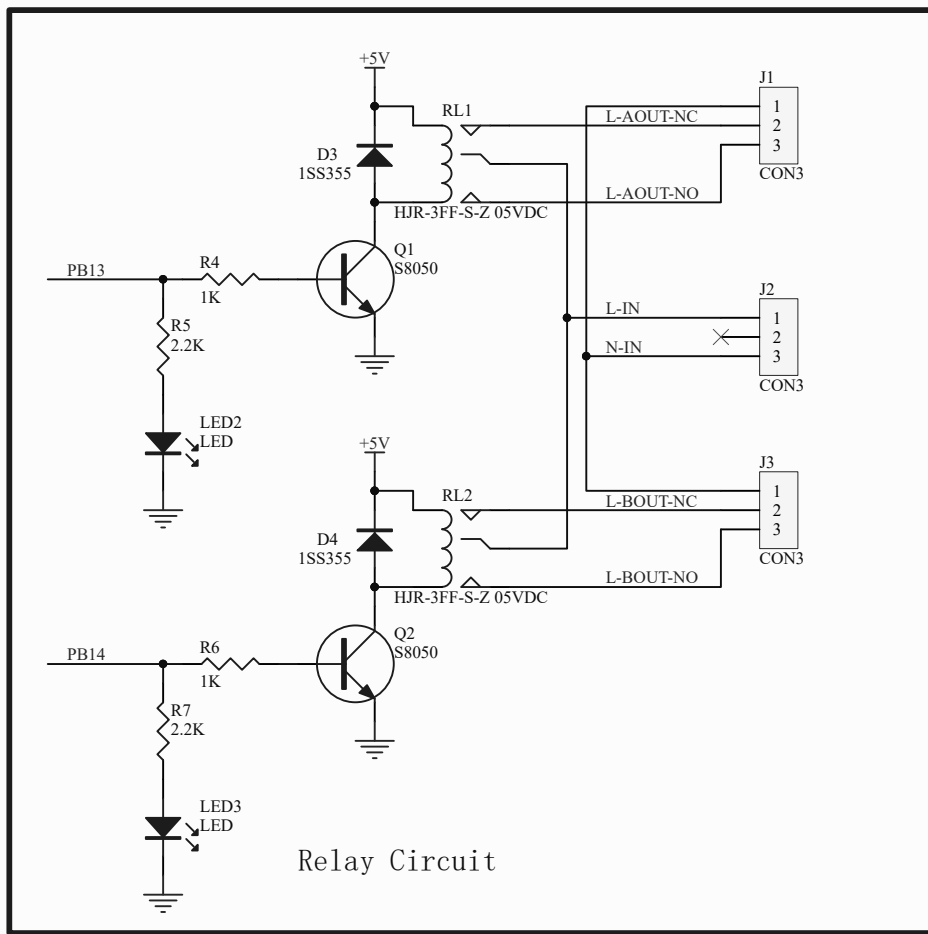 +5V
J1
RL1
1
L-AOUT-NC
2
3
D3
1SS355
CON3
L-AOUT-NO
HJR-3FF-S-Z 05VDC
Q1
S8050
PB13
R4
1K
J2
L-IN
1
2
N-IN
3
CON3
R5
2.2K
LED2
LED
+5V
J3
RL2
1
L-BOUT-NC
2
3
D4
1SS355
CON3
L-BOUT-NO
HJR-3FF-S-Z 05VDC
Q2
S8050
PB14
R6
1K
R7
2.2K
LED3
LED
Relay Circuit